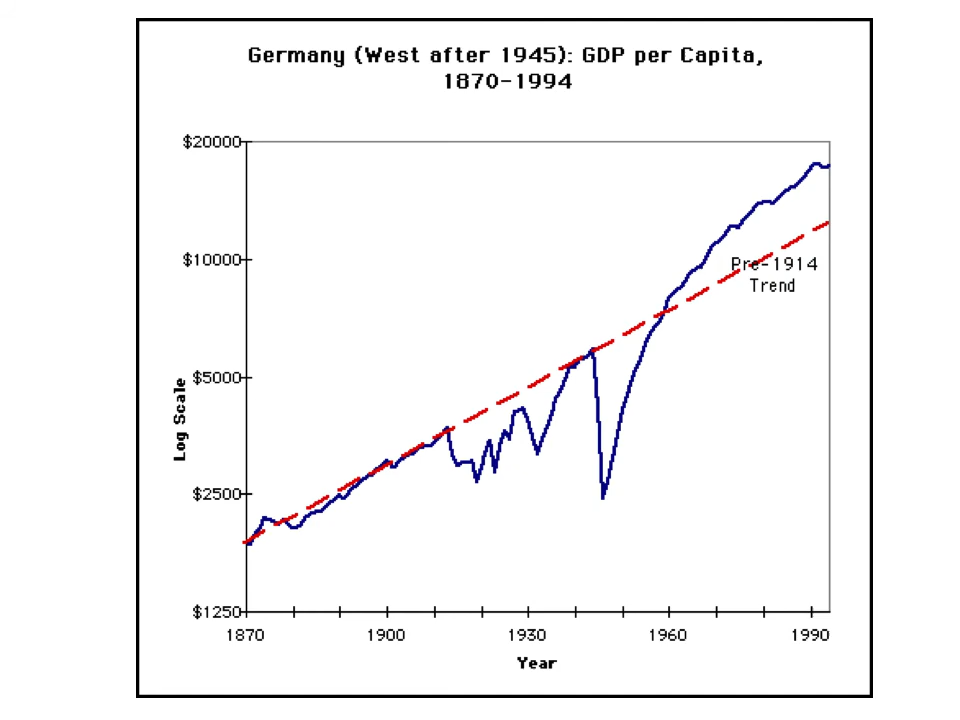 Germany (West after 1945): GDP per Capita,
1870-1994
$20000
$10000
Pre-1914
Trend
$5000
Log Scale
$2500
$1250
1870 1900 1930 1960 1990
Year